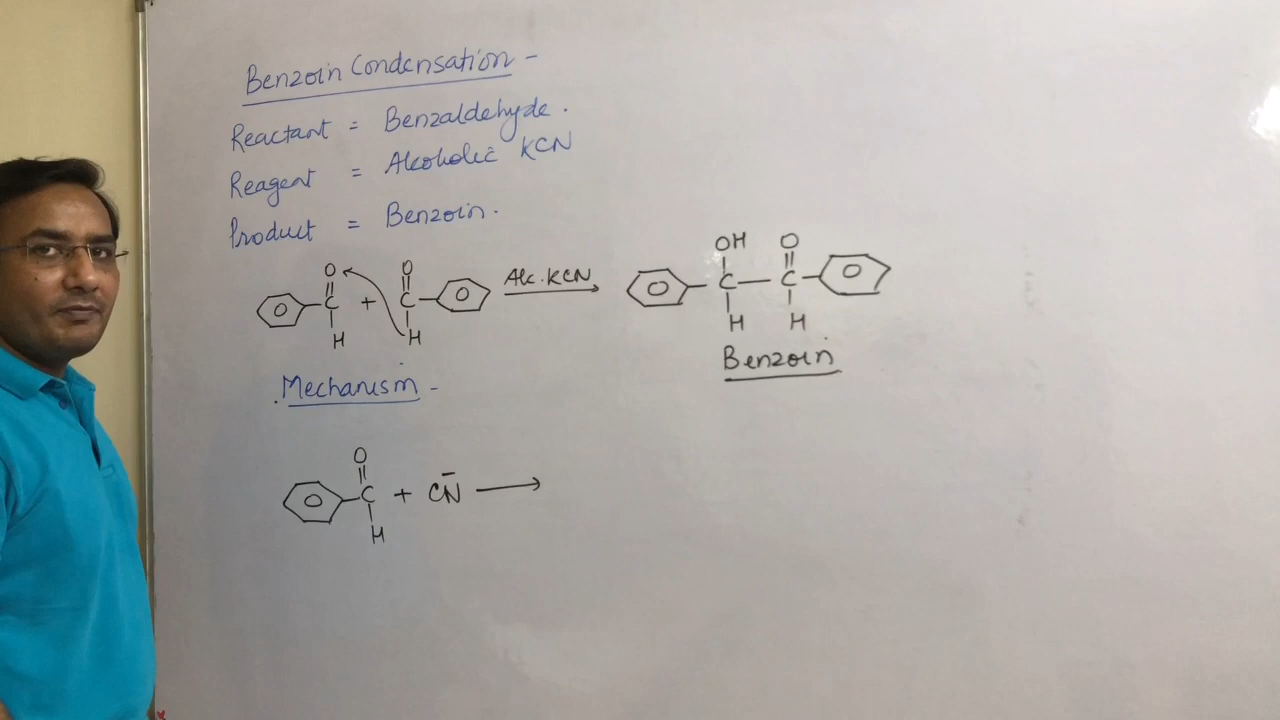 Benzoin Condensation -
Reactant = Benzaldehyde.
Reagent = Alcoholic KCN
Product = Benzoin.
O O OH O
C + C Alc. KCN C C
H H H H
Benzoin
Mechanism -
O
C + CN⁻
H